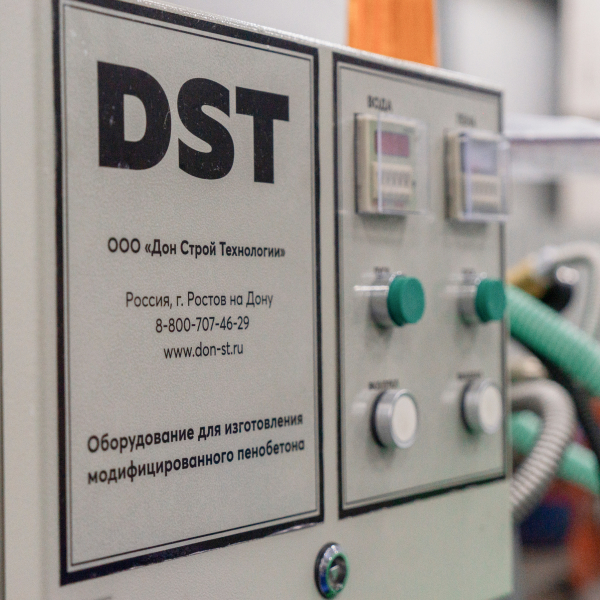 DST
ООО «Дон Строй Технологии»
Россия, г. Ростов на Дону
8-800-707-46-29
www.don-st.ru
Оборудование для изготовления
модифицированного пенобетона
ВОДА